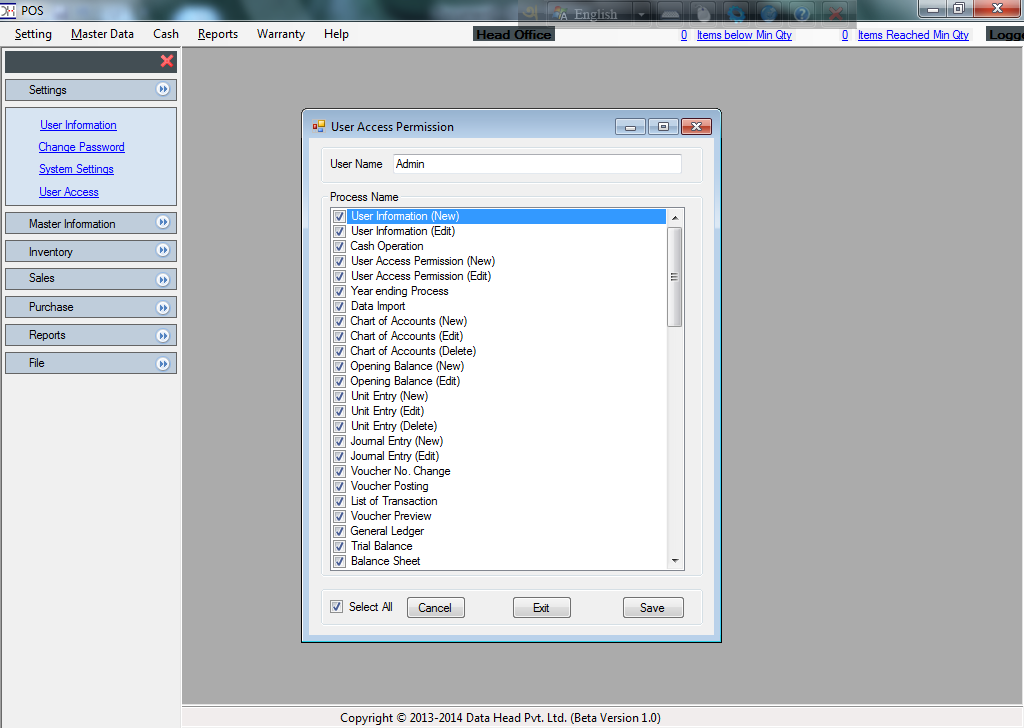 POS
English
Setting Master Data Cash Reports Warranty Help Head Office 0 Items below Min Qty 0 Items Reached Min Qty Logge
Settings
User Information
Change Password
System Settings
User Access
Master Information
Inventory
Sales
Purchase
Reports
File
User Access Permission
User Name Admin
Process Name
User Information (New)
User Information (Edit)
Cash Operation
User Access Permission (New)
User Access Permission (Edit)
Year ending Process
Data Import
Chart of Accounts (New)
Chart of Accounts (Edit)
Chart of Accounts (Delete)
Opening Balance (New)
Opening Balance (Edit)
Unit Entry (New)
Unit Entry (Edit)
Unit Entry (Delete)
Journal Entry (New)
Journal Entry (Edit)
Voucher No. Change
Voucher Posting
List of Transaction
Voucher Preview
General Ledger
Trial Balance
Balance Sheet
Select All Cancel Exit Save
Copyright © 2013-2014 Data Head Pvt. Ltd. (Beta Version 1.0)